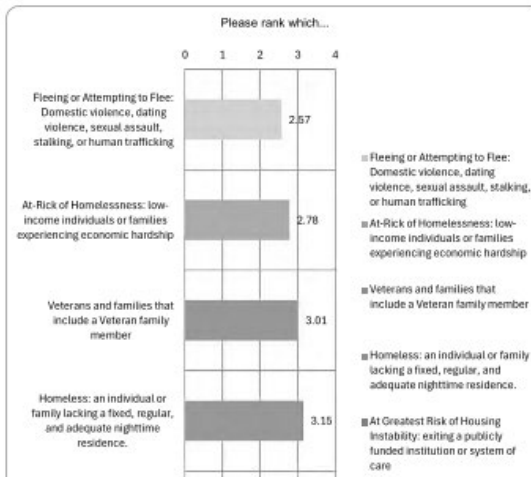 Please rank which...
0 1 2 3 4
Fleeing or Attempting to Flee:
Domestic violence, dating
violence, sexual assault,
stalking, or human trafficking
2.57
At-Rick of Homelessness: low-
income individuals or families
experiencing economic hardship
2.78
Veterans and families that
include a Veteran family
member
3.01
Homeless: an individual or
family lacking a fixed, regular,
and adequate nighttime
residence.
3.15
Fleeing or Attempting to Flee:
Domestic violence, dating
violence, sexual assault, stalking,
or human trafficking
At-Rick of Homelessness: low-
income individuals or families
experiencing economic hardship
Veterans and families that
include a Veteran family member
Homeless: an individual or family
lacking a fixed, regular, and
adequate nighttime residence.
At Greatest Risk of Housing
Instability: exiting a publicly
funded institution or system of
care